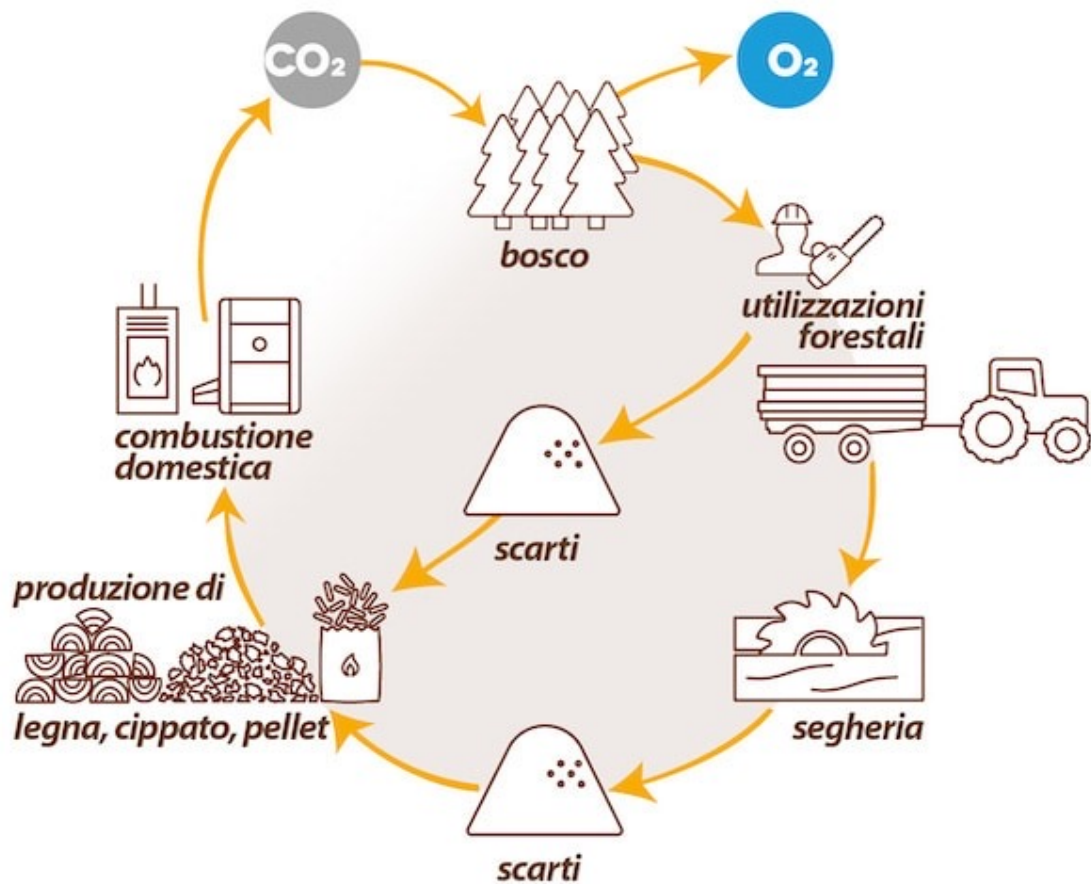 CO₂
O₂
bosco
utilizzazioni
forestali
combustione
domestica
scarti
produzione di
legna, cippato, pellet
segheria
scarti